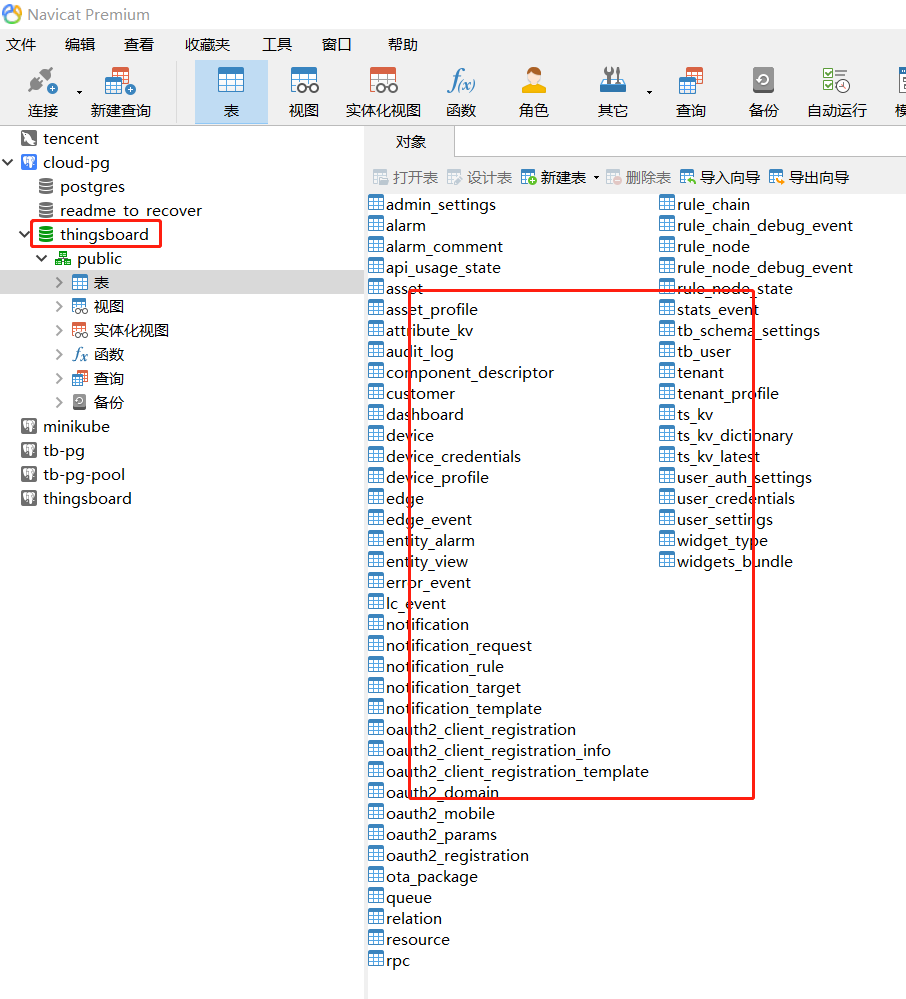 Navicat Premium
文件 编辑 查看 收藏夹 工具 窗口 帮助
连接 新建查询 表 视图 实体化视图 函数 角色 其它 查询 备份 自动运行
tencent
cloud-pg
postgres
readme_to_recover
thingsboard
public
表
视图
实体化视图
函数
查询
备份
minikube
tb-pg
tb-pg-pool
thingsboard
对象
打开表 设计表 新建表 删除表 导入向导 导出向导
admin_settings
alarm
alarm_comment
api_usage_state
asset
asset_profile
attribute_kv
audit_log
component_descriptor
customer
dashboard
device
device_credentials
device_profile
edge
edge_event
entity_alarm
entity_view
error_event
lc_event
notification
notification_request
notification_rule
notification_target
notification_template
oauth2_client_registration
oauth2_client_registration_info
oauth2_client_registration_template
oauth2_domain
oauth2_mobile
oauth2_params
oauth2_registration
ota_package
queue
relation
resource
rpc
rule_chain
rule_chain_debug_event
rule_node
rule_node_debug_event
rule_node_state
stats_event
tb_schema_settings
tb_user
tenant
tenant_profile
ts_kv
ts_kv_dictionary
ts_kv_latest
user_auth_settings
user_credentials
user_settings
widget_type
widgets_bundle